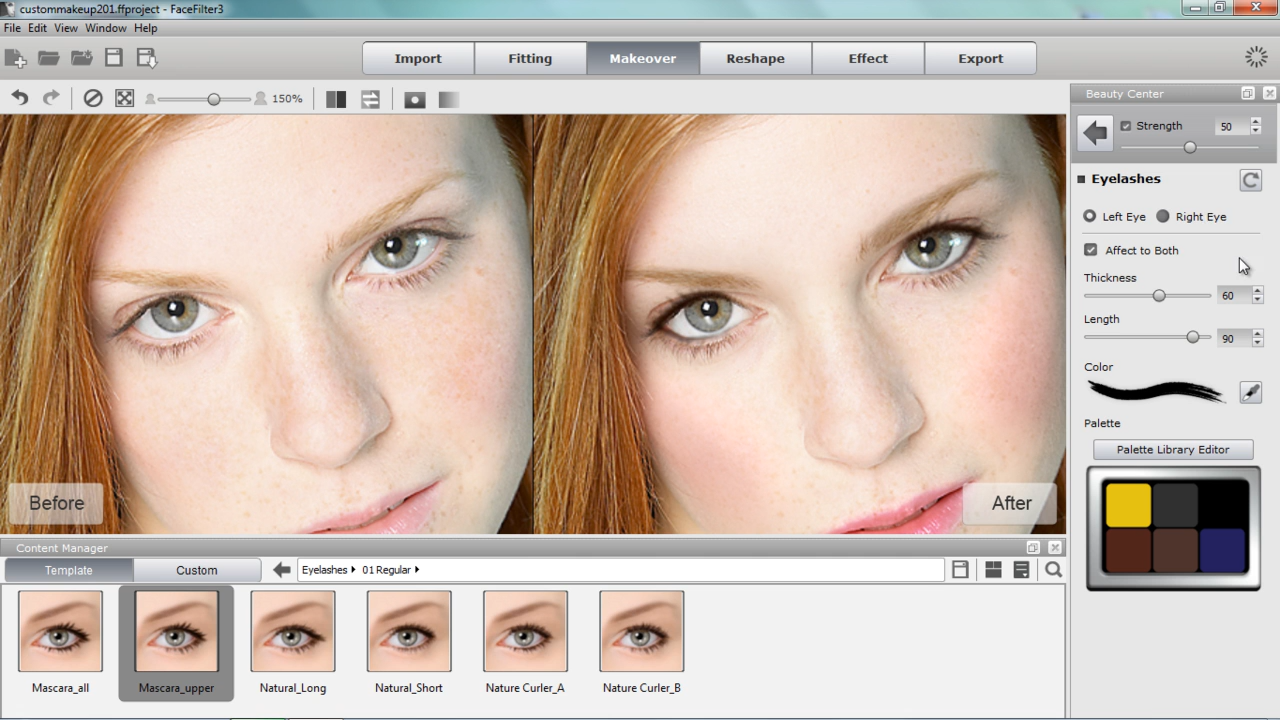 custommakeup201.ffproject - FaceFilter3
File Edit View Window Help
Import Fitting Makeover Reshape Effect Export
150%
Beauty Center
Strength 50
Eyelashes
Left Eye Right Eye
Affect to Both
Thickness
60
Length
90
Color
Palette
Palette Library Editor
Before
After
Content Manager
Template Custom Eyelashes 01 Regular
Mascara_all Mascara_upper Natural_Long Natural_Short Nature Curler_A Nature Curler_B